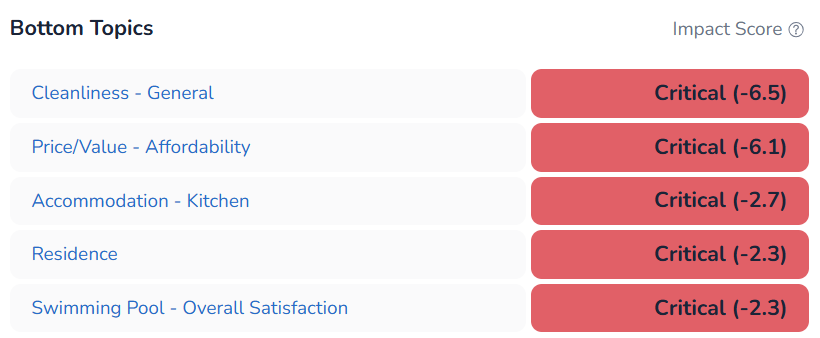 Bottom Topics Impact Score ?
Cleanliness - General Critical (-6.5)
Price/Value - Affordability Critical (-6.1)
Accommodation - Kitchen Critical (-2.7)
Residence Critical (-2.3)
Swimming Pool - Overall Satisfaction Critical (-2.3)